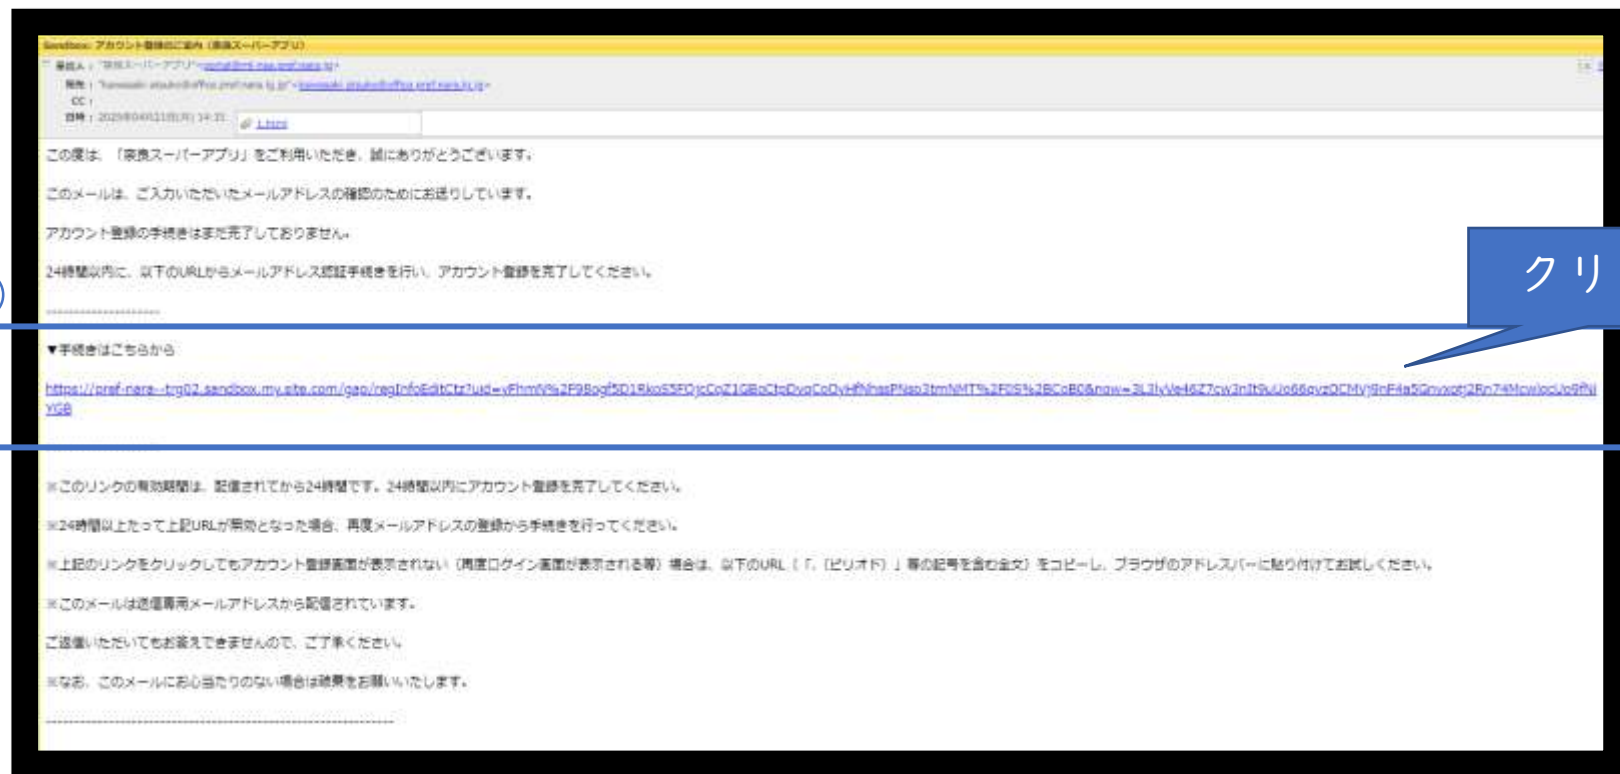 Sandbox: アカウント登録のご案内（奈良スーパーアプリ）
差出人： "奈良スーパーアプリ"
宛先：
CC：
日時： 14:35
1.html
この度は、「奈良スーパーアプリ」をご利用いただき、誠にありがとうございます。
このメールは、ご入力いただいたメールアドレスの確認のためにお送りしています。
アカウント登録の手続きはまだ完了しておりません。
24時間以内に、以下のURLからメールアドレス認証手続きを行い、アカウント登録を完了してください。
クリ
--------------------
▼手続きはこちらから
YGB
※このリンクの有効期間は、配信されてから24時間です。24時間以内にアカウント登録を完了してください。
※24時間以上たって上記URLが無効となった場合、再度メールアドレスの登録から手続きを行ってください。
※上記のリンクをクリックしてもアカウント登録画面が表示されない（再度ログイン画面が表示される等）場合は、以下のURL（「.（ピリオド）」等の記号を含む全文）をコピーし、ブラウザのアドレスバーに貼り付けてお試しください。
※このメールは送信専用メールアドレスから配信されています。
ご返信いただいてもお答えできませんので、ご了承ください。
※なお、このメールにお心当たりのない場合は破棄をお願いいたします。